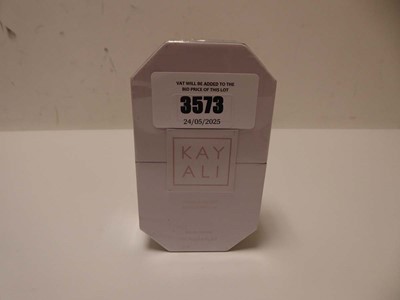 VAT WILL BE ADDED TO THE
BID PRICE OF THIS LOT
3573
24/05/2025
KAY
ALI